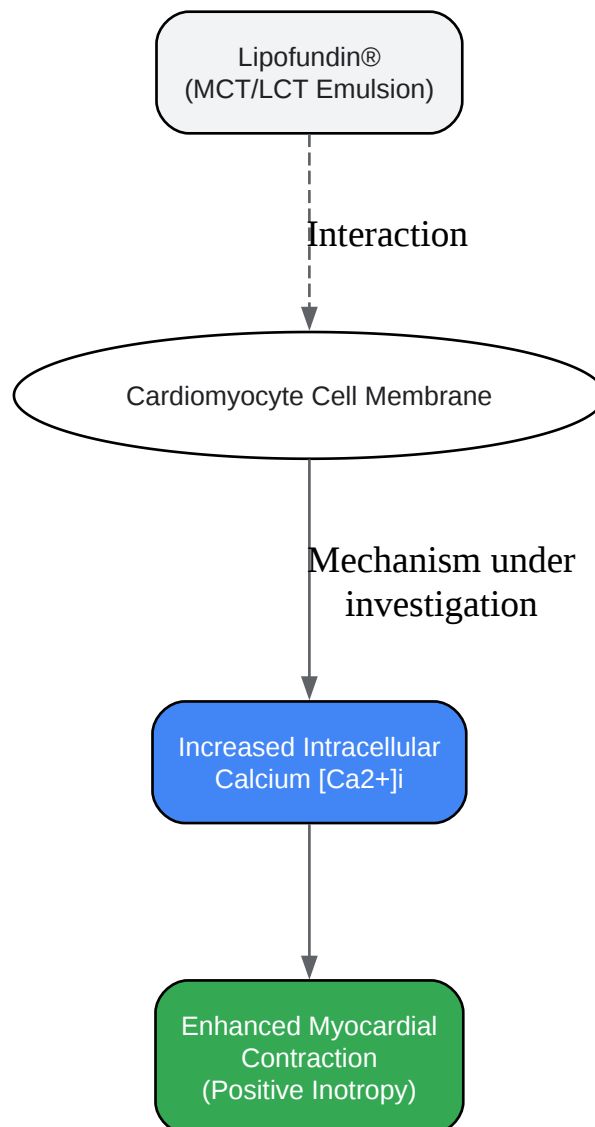 Lipofundin®
(MCT/LCT Emulsion)
Interaction
Cardiomyocyte Cell Membrane
Mechanism under
investigation
Increased Intracellular
Calcium [Ca2+]i
Enhanced Myocardial
Contraction
(Positive Inotropy)